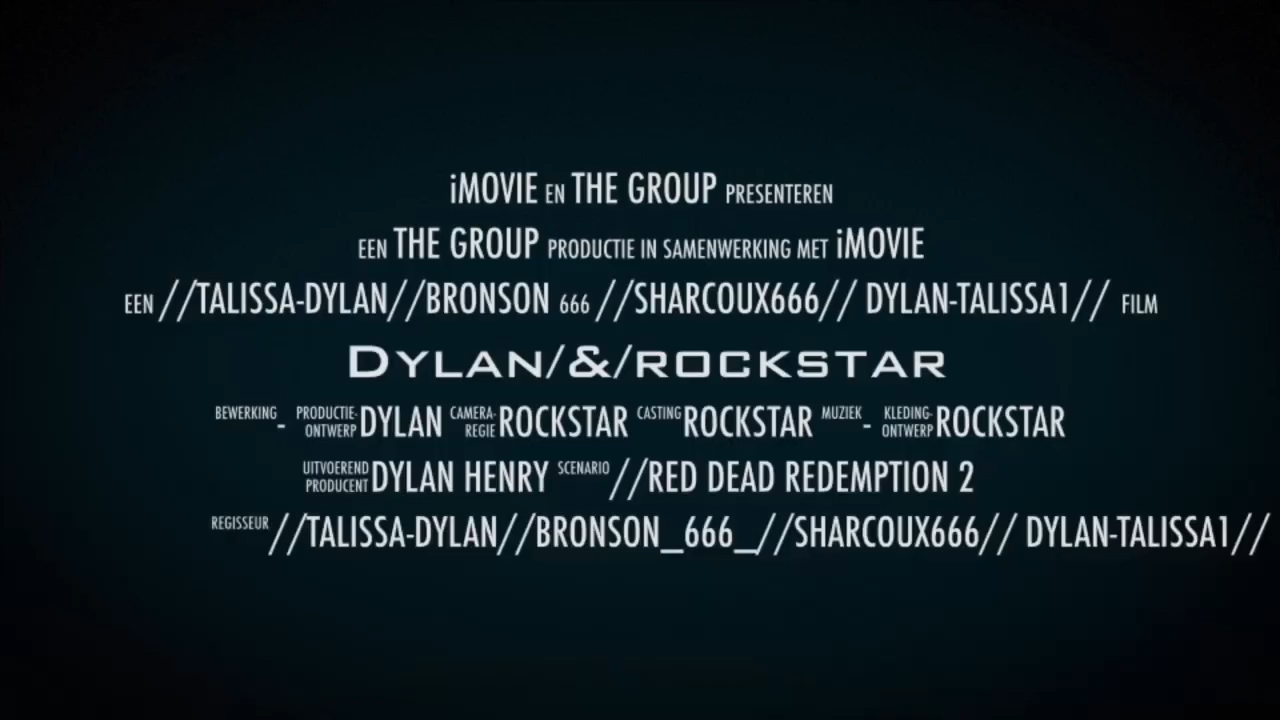 iMOVIE EN THE GROUP PRESENTEREN
EEN THE GROUP PRODUCTIE IN SAMENWERKING MET iMOVIE
EEN //TALISSA-DYLAN//BRONSON 666 //SHARCOUX666// DYLAN-TALISSA1// FILM
DYLAN/&/ROCKSTAR
BEWERKING - PRODUCTIE-ONTWERP DYLAN CAMERA-REGIE ROCKSTAR CASTING ROCKSTAR MUZIEK - KLEDING-ONTWERP ROCKSTAR
UITVOEREND PRODUCENT DYLAN HENRY SCENARIO //RED DEAD REDEMPTION 2
REGISSEUR //TALISSA-DYLAN//BRONSON_666_//SHARCOUX666// DYLAN-TALISSA1//